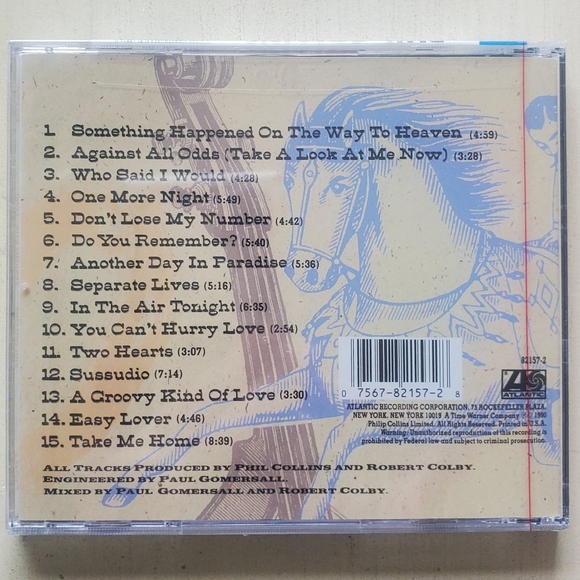 1. Something Happened On The Way To Heaven (4:59)
2. Against All Odds (Take A Look At Me Now) (3:28)
3. Who Said I Would (4:28)
4. One More Night (5:49)
5. Don't Lose My Number (4:42)
6. Do You Remember? (5:40)
7. Another Day In Paradise (5:36)
8. Separate Lives (5:16)
9. In The Air Tonight (6:35)
10. You Can't Hurry Love (2:54)
11. Two Hearts (3:07)
12. Sussudio (7:14)
13. A Groovy Kind Of Love (3:30)
14. Easy Lover (4:46)
15. Take Me Home (8:39)
All Tracks Produced by Phil Collins and Robert Colby.
Engineered by Paul Gomersall.
Mixed by Paul Gomersall and Robert Colby.
0 7567-82157-2 8
82157-2
ATLANTIC
ATLANTIC RECORDING CORPORATION, 75 ROCKEFELLER PLAZA,
NEW YORK, NEW YORK 10019 A Time Warner Company ℗ © 1990
Philip Collins Limited. All Rights Reserved. Printed in U.S.A.
Warning: Unauthorized reproduction of this recording is
prohibited by Federal law and subject to criminal prosecution.